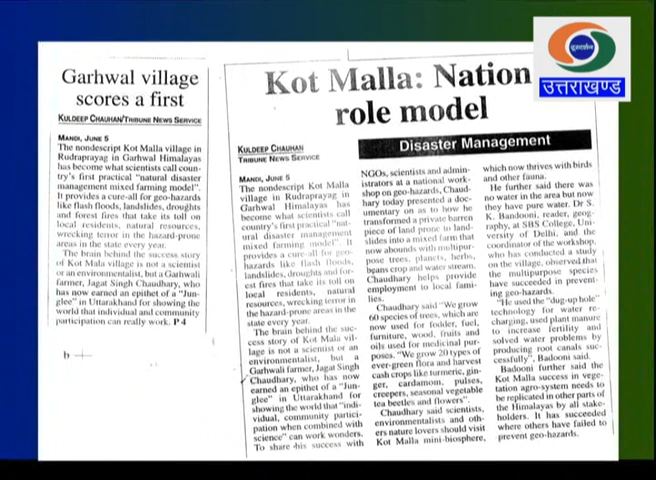 Garhwal village
scores a first
KULDEEP CHAUHAN/TRIBUNE NEWS SERVICE
MANDI, JUNE 5
The nondescript Kot Malla village in
Rudraprayag in Garhwal Himalayas
has become what scientists call coun-
try's first practical "natural disaster
management mixed farming model".
It provides a cure-all for geo-hazards
like flash floods, landslides, droughts
and forest fires that take its toll on
local residents, natural resources,
wrecking terror in the hazard-prone
areas in the state every year.
The brain behind the success story
of Kot Mala village is not a scientist
or an environmentalist, but a Garhwali
farmer, Jagat Singh Chaudhary, who
has now earned an epithet of a "Jun-
glee" in Uttarakhand for showing the
world that individual and community
participation can really work. P 4
b
Kot Malla: Nation
role model
KULDEEP CHAUHAN
TRIBUNE NEWS SERVICE
Disaster Management
MANDI, JUNE 5
The nondescript Kot Malla
village in Rudraprayag in
Garhwal Himalayas has
become what scientists call
country's first practical "nat-
ural disaster management
mixed farming model". It
provides a cure-all for geo-
hazards like flash floods,
landslides, droughts and for-
est fires that take its toll on
local residents, natural
resources, wrecking terror in
the hazard-prone areas in the
state every year.
The brain behind the suc-
cess story of Kot Mala vil-
lage is not a scientist or an
environmentalist, but a
Garhwali farmer, Jagat Singh
Chaudhary, who has now
earned an epithet of a "Jun-
glee" in Uttarakhand for
showing the world that "indi-
vidual, community partici-
pation when combined with
science" can work wonders.
To share his success with
NGOs, scientists and admin-
istrators at a national work-
shop on geo-hazards, Chaud-
hary today presented a doc-
umentary on as to how he
transformed a private barren
piece of land prone to land-
slides into a mixed farm that
now abounds with multipur-
pose trees, planets, herbs,
beans crop and water stream.
Chaudhary helps provide
employment to local fami-
lies.
Chaudhary said "We grow
60 species of trees, which are
now used for fodder, fuel,
furniture, wood, fruits and
oils used for medicinal pur-
poses. "We grow 20 types of
ever-green flora and harvest
cash crops like turmeric, gin-
ger, cardamom, pulses,
creepers, seasonal vegetable
tea beetles and flowers".
Chaudhary said scientists,
environmentalists and oth-
ers nature lovers should visit
Kot Malla mini-biosphere,
which now thrives with birds
and other fauna.
He further said there was
no water in the area but now
they have pure water. Dr S.
K. Bandooni, reader, geog-
raphy, at SBS College, Uni-
versity of Delhi, and the
coordinator of the workshop,
who has conducted a study
on the village, observed that
the multipurpose species
have succeeded in prevent-
ing geo-hazards.
"He used the "dug-up hole"
technology for water re-
charging, used plant manure
to increase fertility and
solved water problems by
producing root canals suc-
cessfully", Badooni said.
Badooni further said the
Kot Malla success in vege-
tation agro-system needs to
be replicated in other parts of
the Himalaya by all stake-
holders. It has succeeded
where others have failed to
prevent geo-hazards.
दूरदर्शन
उत्तराखण्ड